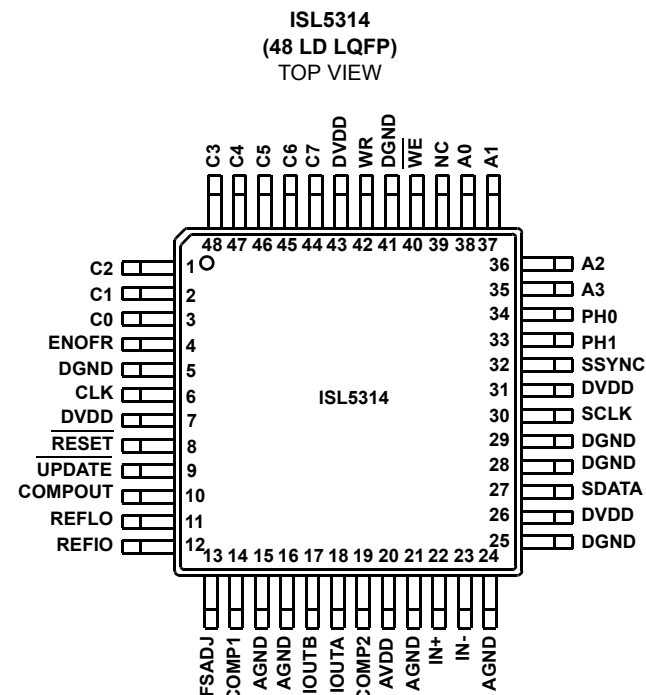 ISL5314
(48 LD LQFP)
TOP VIEW
C3 C4 C5 C6 C7 DVDD WR DGND WE NC A0 A1
48 47 46 45 44 43 42 41 40 39 38 37
C2 1
C1 2
C0 3
ENOFR 4
DGND 5
CLK 6
DVDD 7
RESET 8
UPDATE 9
COMPOUT 10
REFLO 11
REFIO 12
ISL5314
36 A2
35 A3
34 PH0
33 PH1
32 SSYNC
31 DVDD
30 SCLK
29 DGND
28 DGND
27 SDATA
26 DVDD
25 DGND
13 14 15 16 17 18 19 20 21 22 23 24
FSADJ COMP1 AGND AGND IOUTB IOUTA COMP2 AVDD AGND IN+ IN- AGND